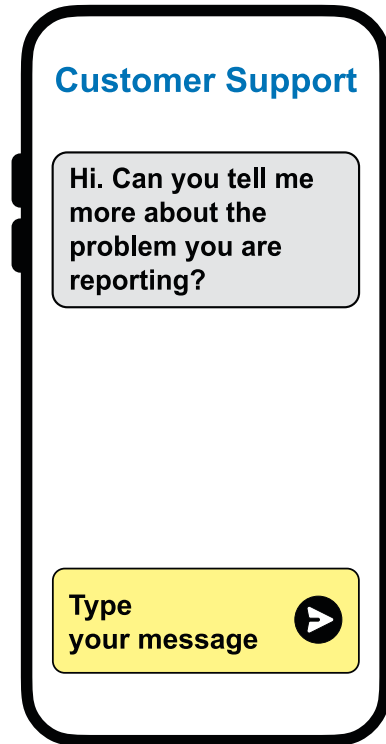 Customer Support
Hi. Can you tell me
more about the
problem you are
reporting?
Type
your message